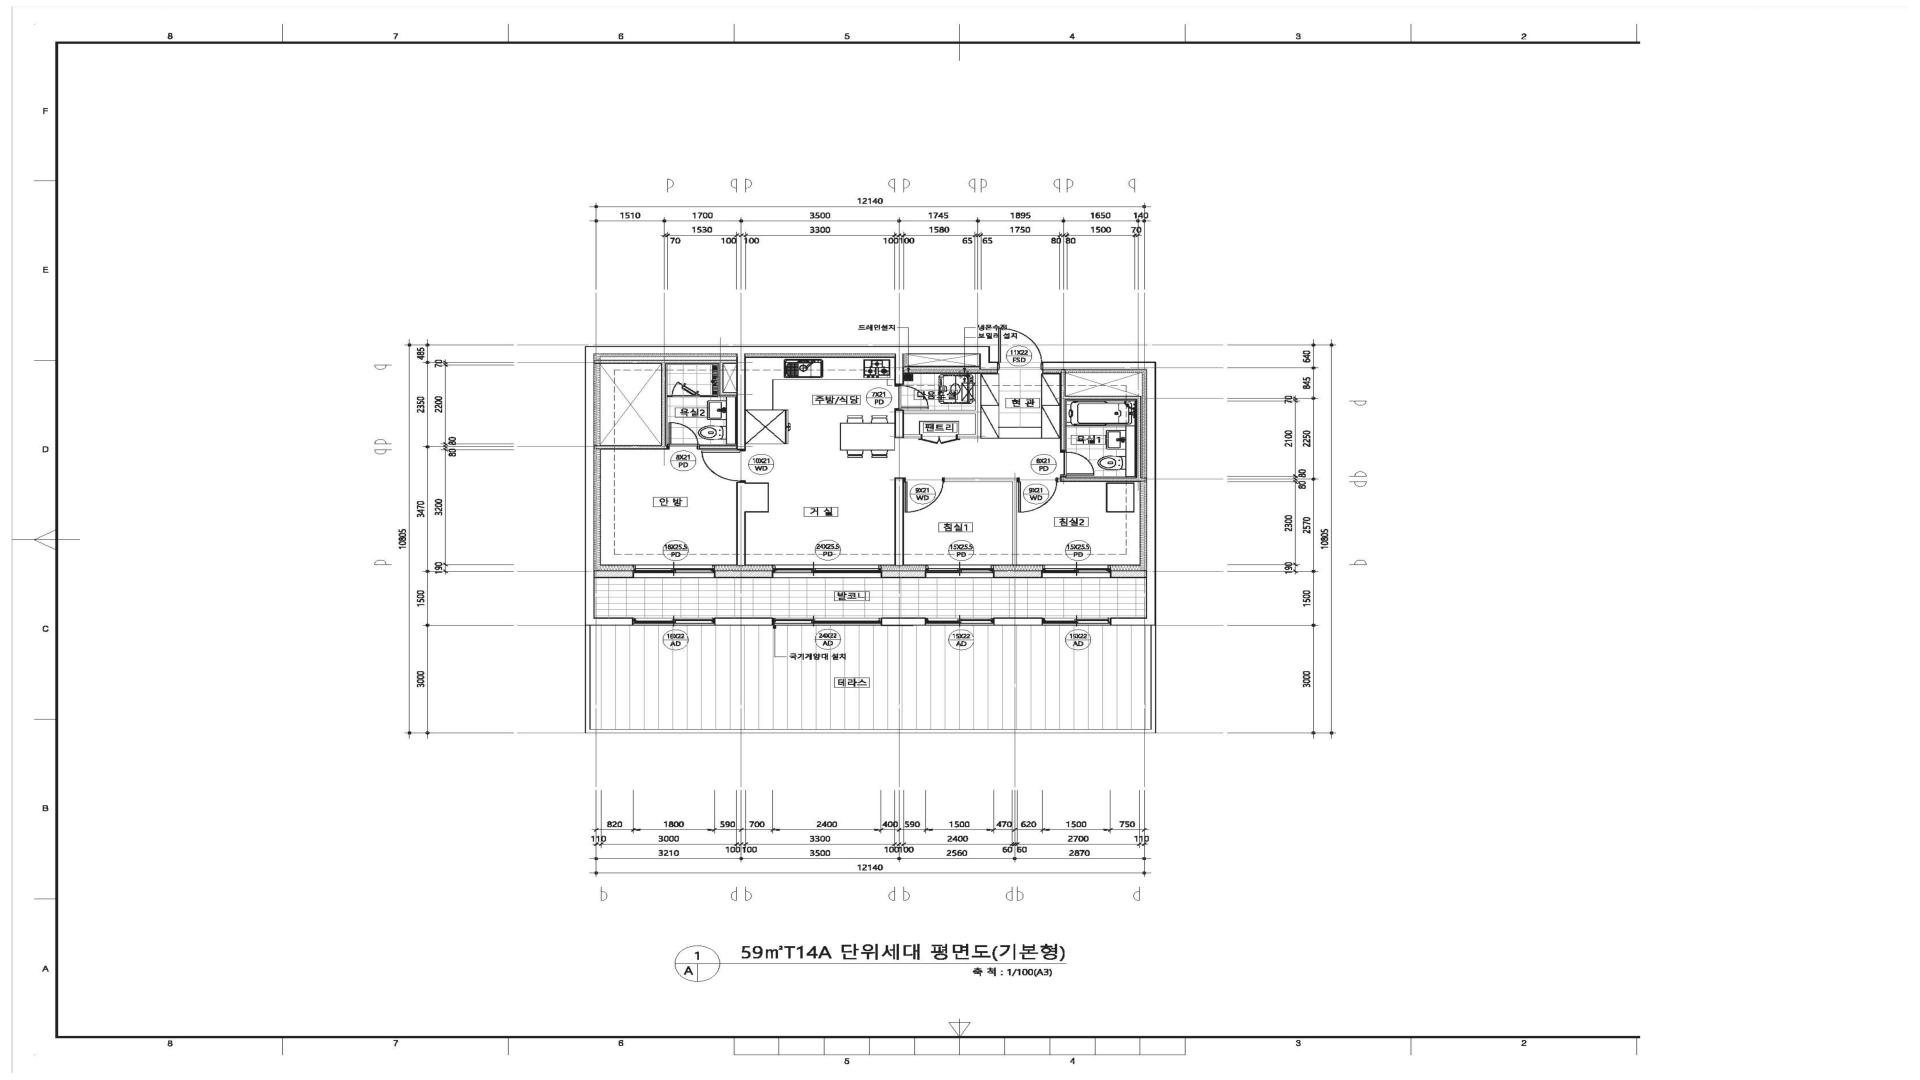 8 7 6 5 4 3 2
F
E
D
C
B
A
12140
1510 1700 3500 1745 1895 1650 140
1530 3300 1580 1750 1500
70 100 100 100 100 65 65 80 80 70
드레인설치
보일러 설치
11X22
FSD
485
70
2350
2200
80
80
3470
3200
10805
190
1500
3000
640
845
70
2100
2250
80
80
2300
2570
10805
190
1500
3000
주방/식당
7X21
PD
다용도실
현 관
욕실2
팬트리
욕실1
8X21
PD
10X21
WD
8X21
PD
9X21
WD
9X21
WD
안 방
거 실
침실1
침실2
18X25.5
PD
24X25.5
PD
15X25.5
PD
15X25.5
PD
발코니
18X22
AD
24X22
AD
15X22
AD
15X22
AD
국기게양대 설치
테라스
820 1800 590 700 2400 400 590 1500 470 620 1500 750
110 3000 3300 2400 2700 110
100 100 100 100 60 60
3210 3500 2560 2870
12140
1
A
59㎡T14A 단위세대 평면도(기본형)
축 척 : 1/100(A3)
8 7 6 5 4 3 2